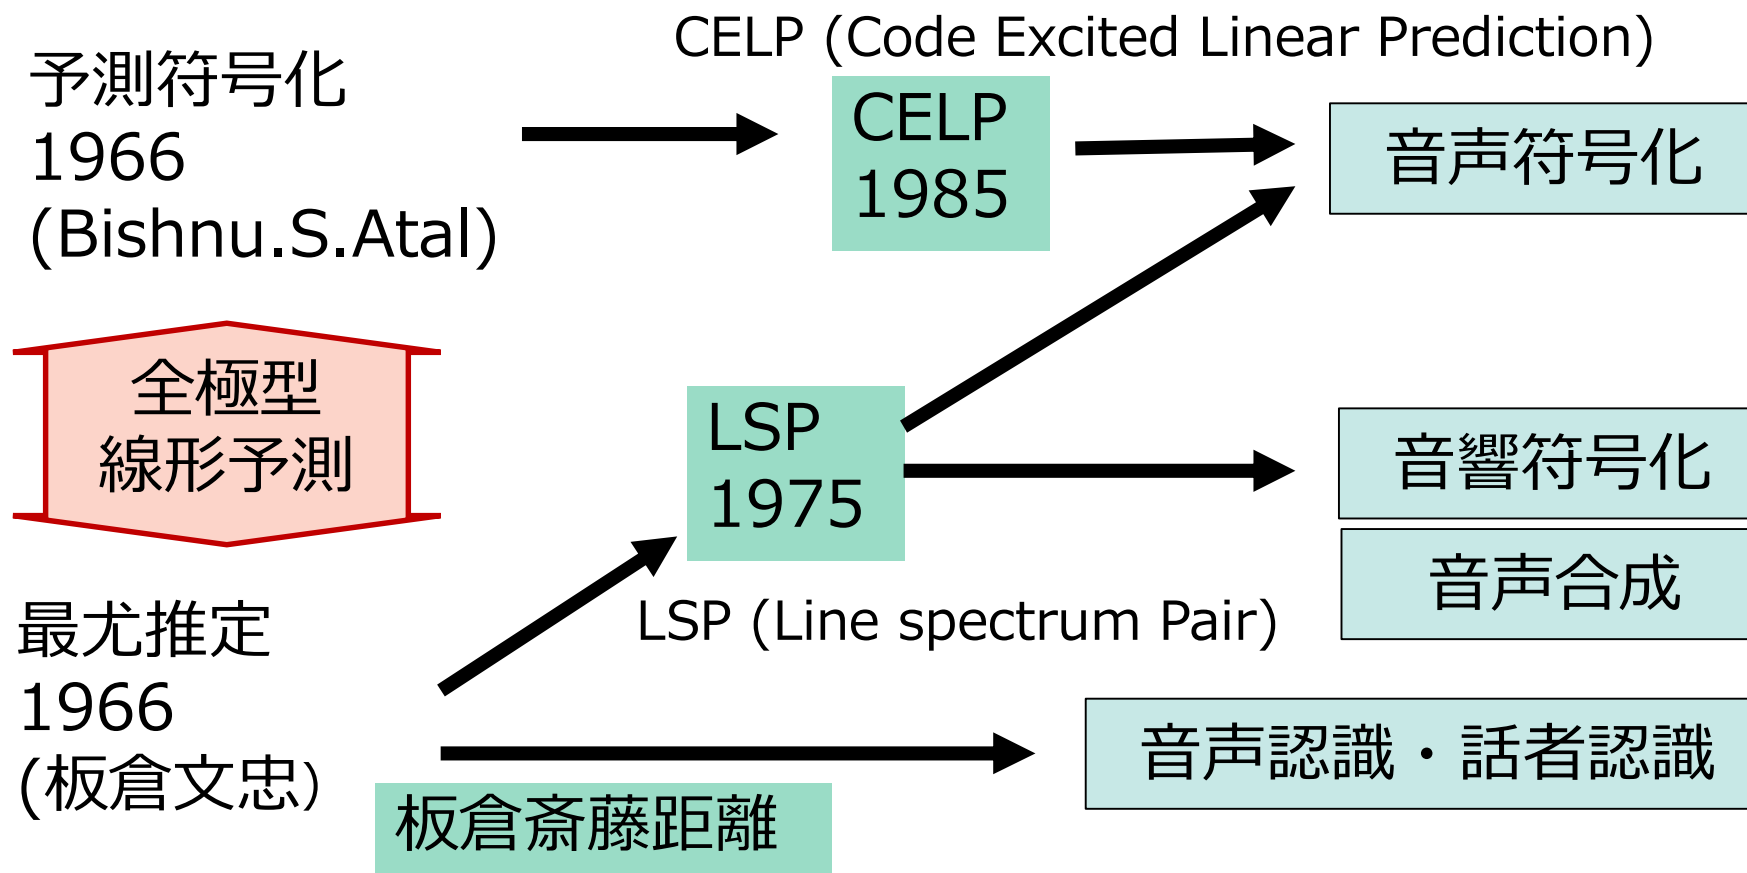 CELP (Code Excited Linear Prediction)
予測符号化
1966
(Bishnu.S.Atal)
CELP
1985
音声符号化
全極型
線形予測
LSP
1975
音響符号化
音声合成
LSP (Line spectrum Pair)
最尤推定
1966
(板倉文忠)
音声認識・話者認識
板倉斎藤距離